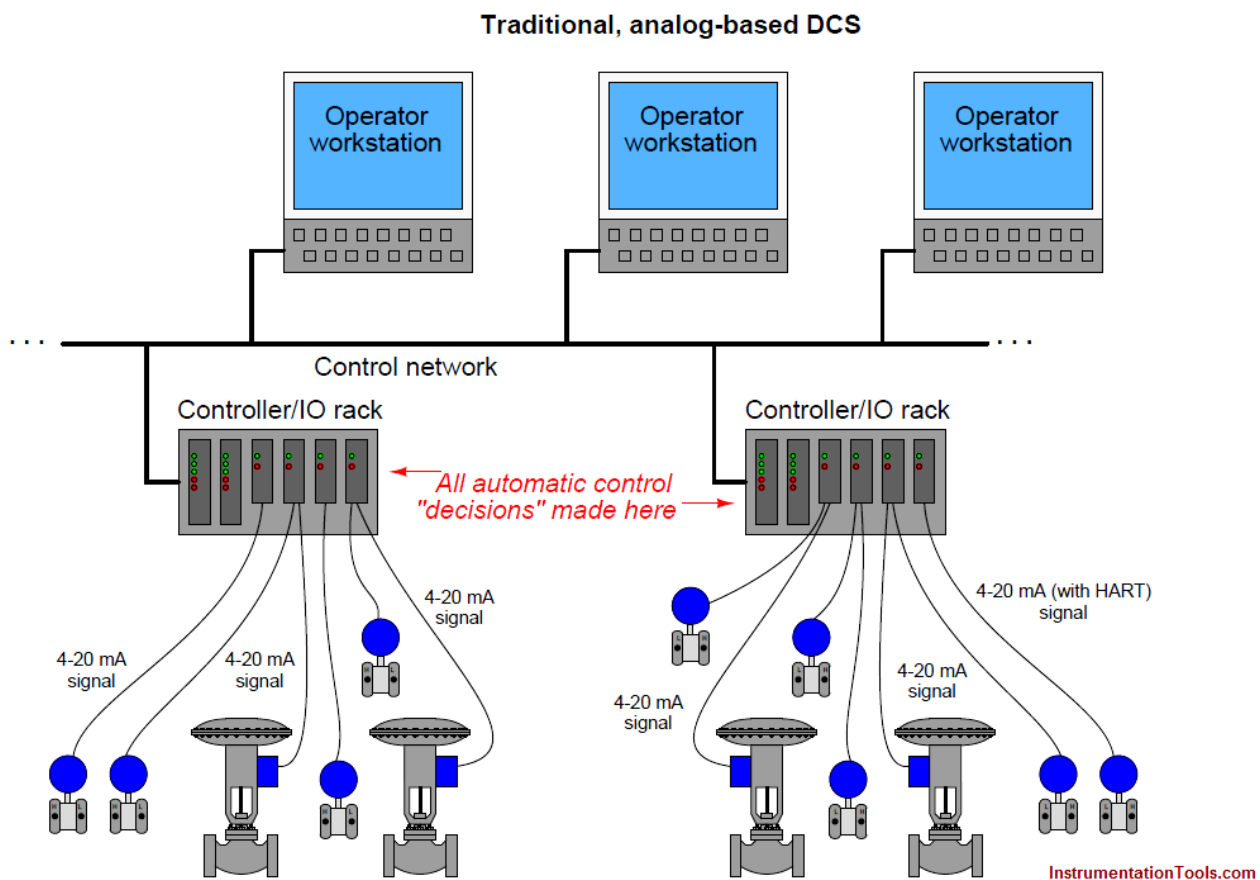 Traditional, analog-based DCS
Operator
workstation
Operator
workstation
Operator
workstation
. . .
. . .
Control network
Controller/IO rack
Controller/IO rack
All automatic control
"decisions" made here
4-20 mA
signal
4-20 mA
signal
4-20 mA
signal
4-20 mA (with HART)
signal
4-20 mA
signal
4-20 mA
signal
H L
H L
H L
H L
L H
L H
L H
L H
L H
InstrumentationTools.com